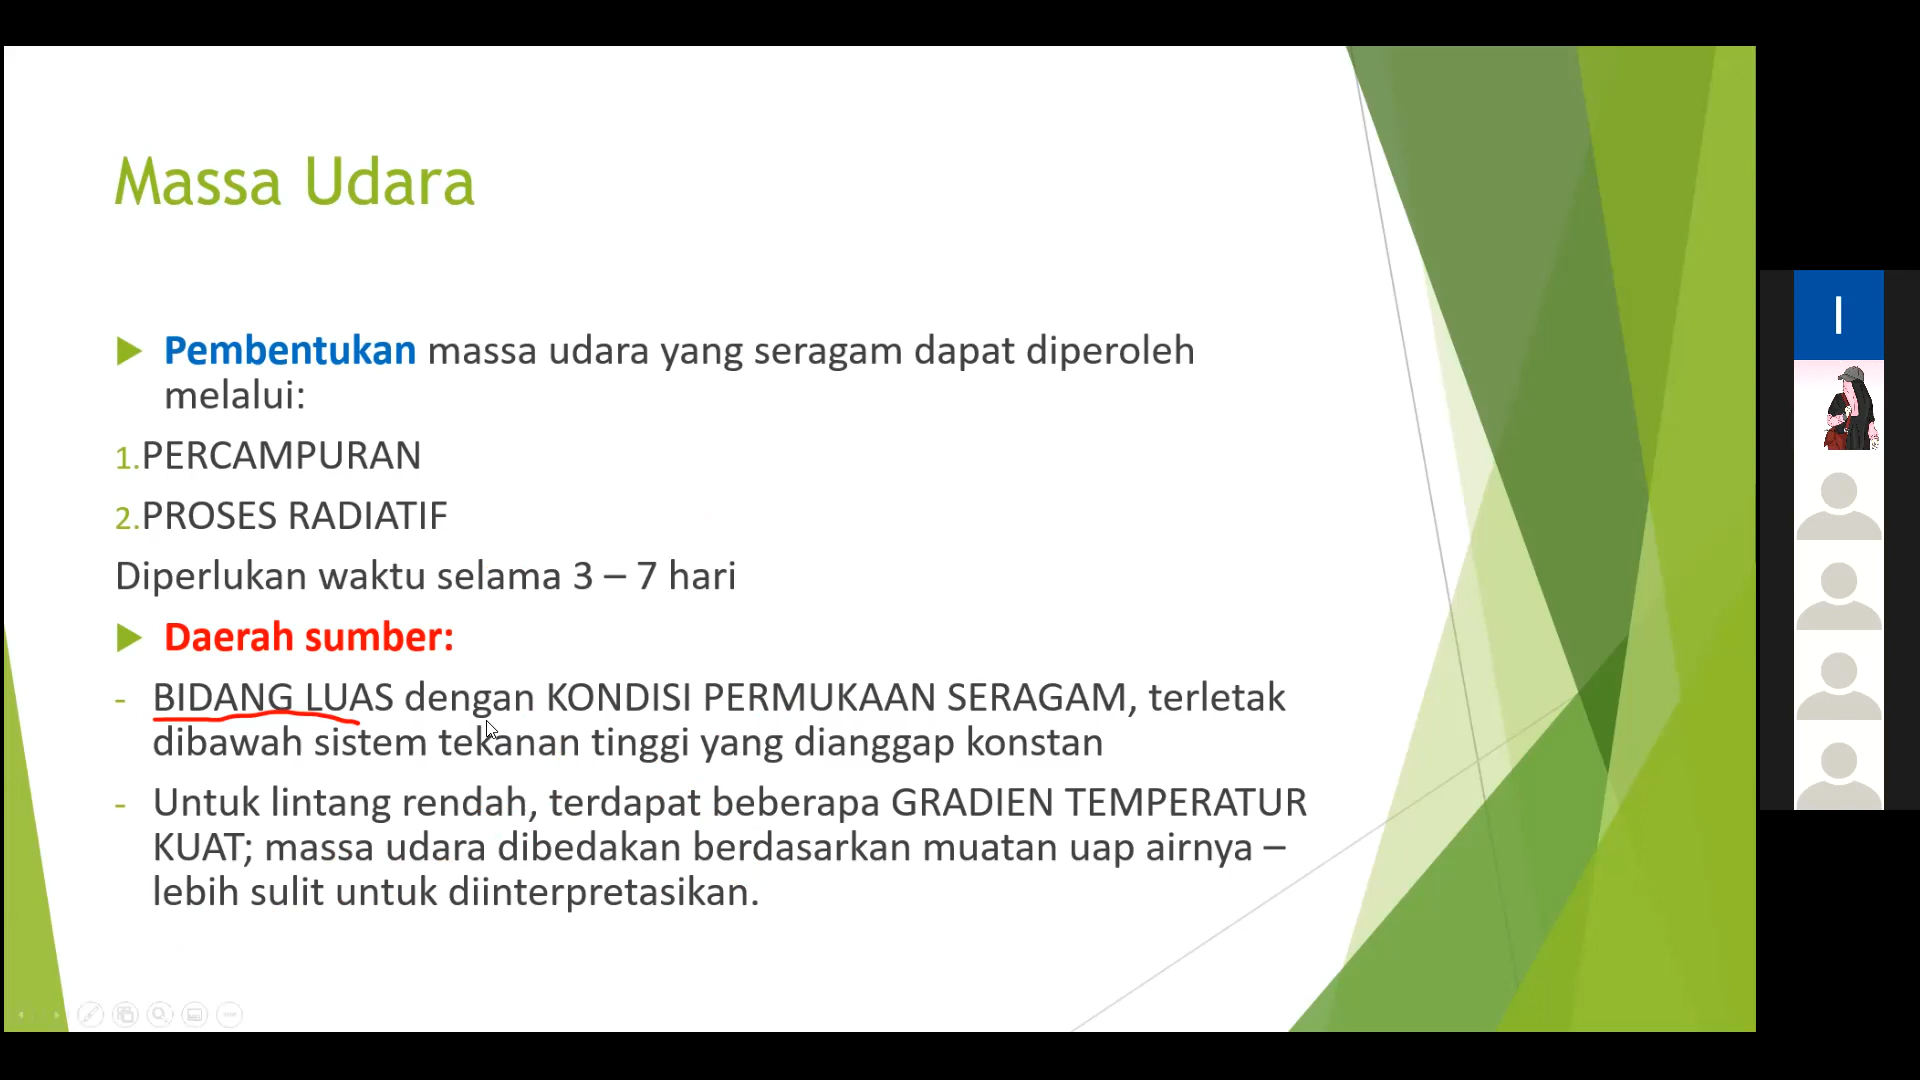 Massa Udara
Pembentukan massa udara yang seragam dapat diperoleh
melalui:
1.PERCAMPURAN
2.PROSES RADIATIF
Diperlukan waktu selama 3 – 7 hari
Daerah sumber:
- BIDANG LUAS dengan KONDISI PERMUKAAN SERAGAM, terletak
dibawah sistem tekanan tinggi yang dianggap konstan
- Untuk lintang rendah, terdapat beberapa GRADIEN TEMPERATUR
KUAT; massa udara dibedakan berdasarkan muatan uap airnya –
lebih sulit untuk diinterpretasikan.
I